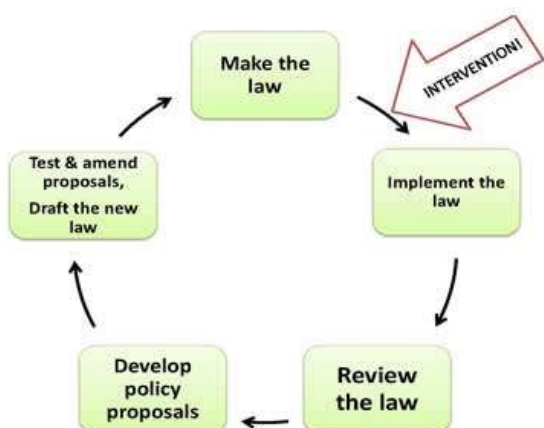 Make the
law
INTERVENTION!
Implement the
law
Review
the law
Develop
policy
proposals
Test & amend
proposals,
Draft the new
law